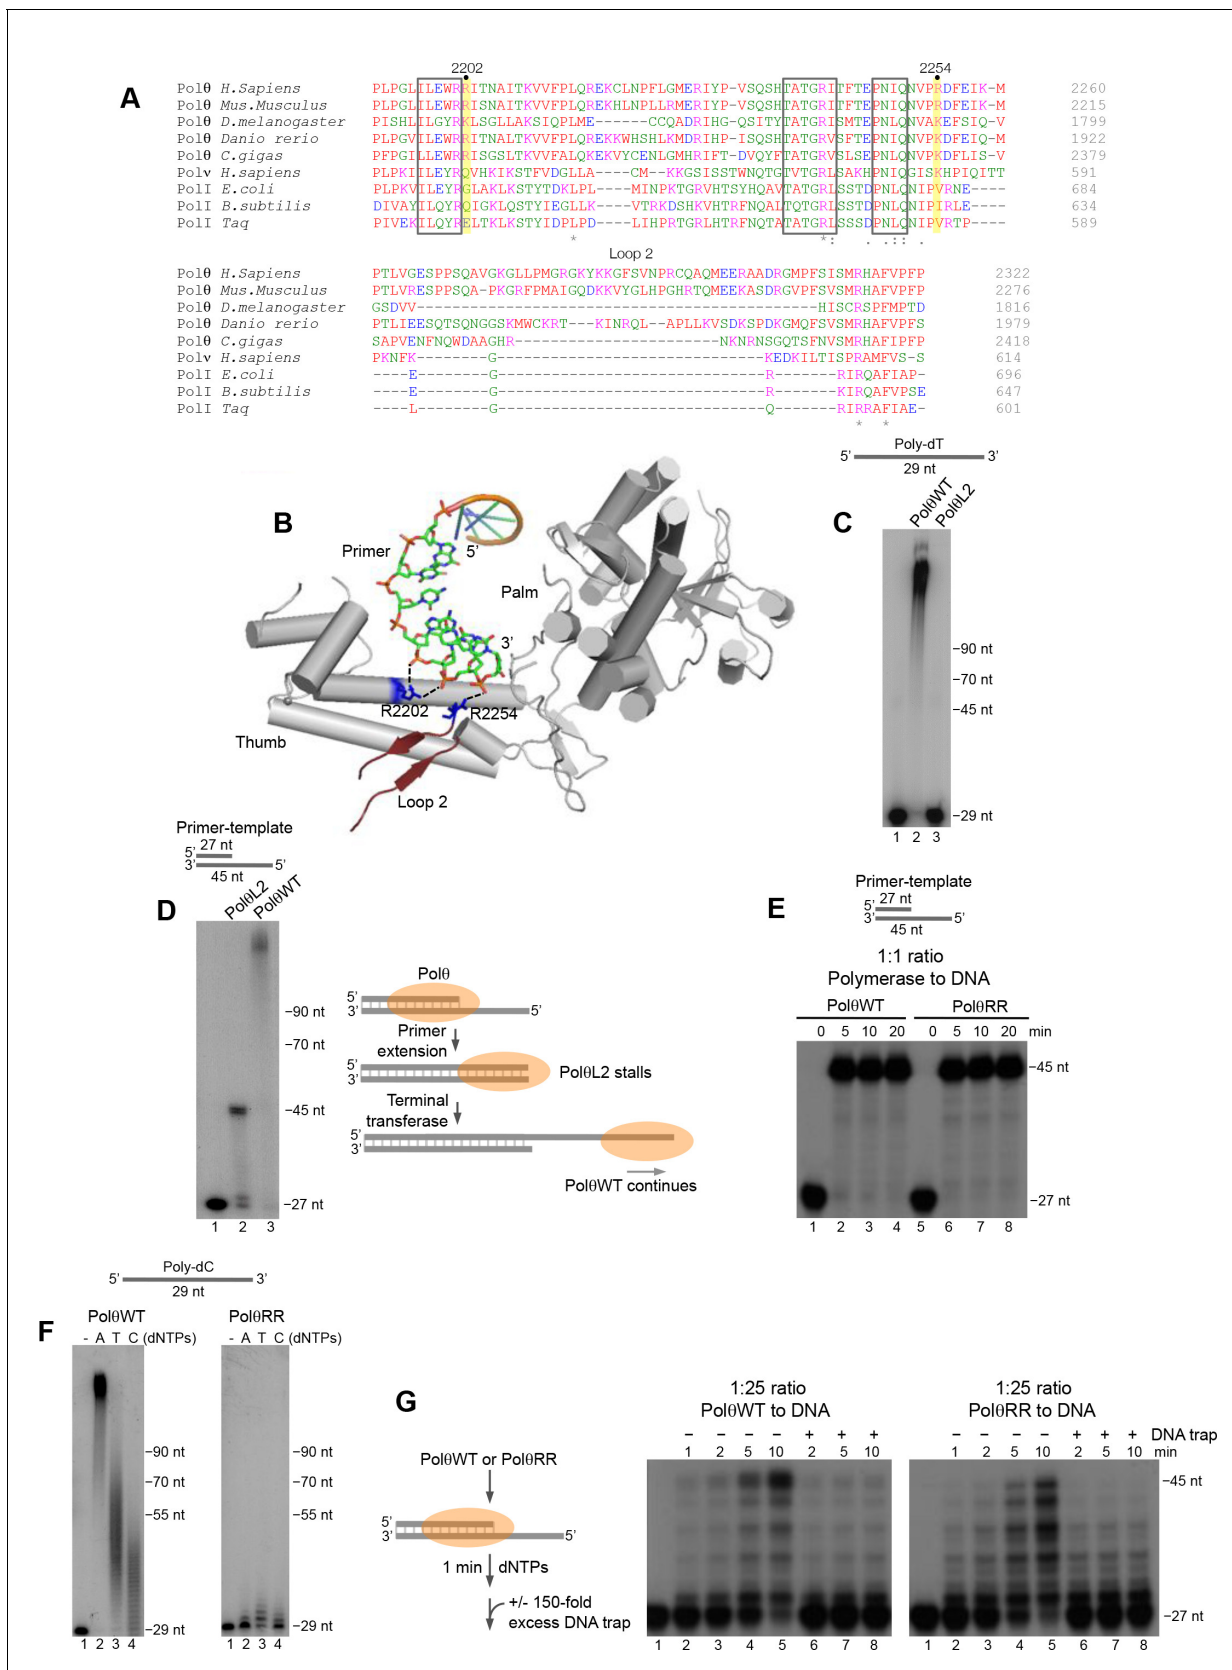 A
2202 2254
Polθ H.Sapiens PLPGLILEWRRITNAITKVVFPLQREKCLNPFLGMERIYP-VSQSHTATGRITFTEPNIQNVPRDFEIK-M 2260
Polθ Mus.Musculus PLPGLILEWRRISNAITKVVFPLQREKHLNPLLRMERIYP-VSQSHTATGRITFTEPNIQNVPRDFEIK-M 2215
Polθ D.melanogaster PISHLILGYRKLSGLLAKSIQPLME---CCQADRIHG-QSITYTATGRISMTEPNLQNVAKEFSIQ-V 1799
Polθ Danio rerio PLPGVILEWRRITNALTKVVFPLQREKKWHSHLKMDRIHP-VSQTHTATGRVSFTEPNIQNVPKDFEIQ-M 1922
Polθ C.gigas PFPGILLEWRRISGSLTKVVFALQKEKVYCENLGMHRIFT-DVQYFTATGRVSLSEPNLQNVPKDFLIS-V 2379
Polν H.sapiens PLPKIILEYRQVHKIKSTFVDGLLA----CM--KKGSISSTWNQTGTVTGRLSAKHPNIQGISKHPIQITT 591
PolI E.coli PLPKVILEYRGLAKLKSTYTDKLPL----MINPKTGRVHTSYHQAVTATGRLSSTDPNLQNIPVRNE---- 684
PolI B.subtilis DIVAYILQYRQIGKLQSTYIEGLLK----VTRKDSHKVHTRFNQALTQTGRLSSTDPNLQNIPIRLE---- 634
PolI Taq PIVEKILQYRELTKLKSTYIDPLPD----LIHPRTGRLHTRFNQTATATGRLSSSDPNLQNIPVRTP---- 589
* *: . :: .
Loop 2
Polθ H.Sapiens PTLVGESPPSQAVGKGLLPMGRGKYKKGFSVNPRCQAQMEERAADRGMPFSISMRHAFVPFP 2322
Polθ Mus.Musculus PTLVRESPPSQA-PKGRFPMAIGQDKKVYGLHPGHRTQMEEKASDRGVPFSVSMRHAFVPFP 2276
Polθ D.melanogaster GSDVV---------------------------------------------HISCRSPFMPTD 1816
Polθ Danio rerio PTLIEESQTSQNGGSKMWCKRT---KINRQL--APLLKVSDKSPDKGMQFSVSMRHAFVPFS 1979
Polθ C.gigas SAPVENFNQWDAAGHR-----------------------NKNRNSGQTSFNVSMRHAFIPFP 2418
Polν H.sapiens PKNFK--------G------------------------------KEDKILTISPRAMFVS-S 614
PolI E.coli ----E--------G------------------------------R-------RIRQAFIAP- 696
PolI B.subtilis ----E--------G------------------------------R-------KIRQAFVPSE 647
PolI Taq ----L--------G------------------------------Q-------RIRRAFIAE- 601
* *
B
Primer
5’
Palm
3’
R2202
R2254
Thumb
Loop 2
C
Poly-dT
5’ 3’
29 nt
PolθWT
PolθL2
–90 nt
–70 nt
–45 nt
–29 nt
1 2 3
D
Primer-template
27 nt
5’
3’ 5’
45 nt
PolθL2
PolθWT
–90 nt
–70 nt
–45 nt
–27 nt
1 2 3
Polθ
5’
3’ 5’
Primer extension
5’
3’
PolθL2 stalls
Terminal transferase
5’
3’
PolθWT continues
E
Primer-template
27 nt
5’
3’ 5’
45 nt
1:1 ratio
Polymerase to DNA
PolθWT PolθRR
0 5 10 20 0 5 10 20 min
–45 nt
–27 nt
1 2 3 4 5 6 7 8
F
Poly-dC
5’ 3’
29 nt
PolθWT PolθRR
- A T C (dNTPs) - A T C (dNTPs)
–90 nt –90 nt
–70 nt –70 nt
–55 nt –55 nt
–29 nt –29 nt
1 2 3 4 1 2 3 4
G
PolθWT or PolθRR
5’
3’ 5’
1 min dNTPs
+/- 150-fold
excess DNA trap
1:25 ratio
PolθWT to DNA
1:25 ratio
PolθRR to DNA
– – – – + + + – – – – + + + DNA trap
1 2 5 10 2 5 10 1 2 5 10 2 5 10 min
–45 nt
–27 nt
1 2 3 4 5 6 7 8 1 2 3 4 5 6 7 8